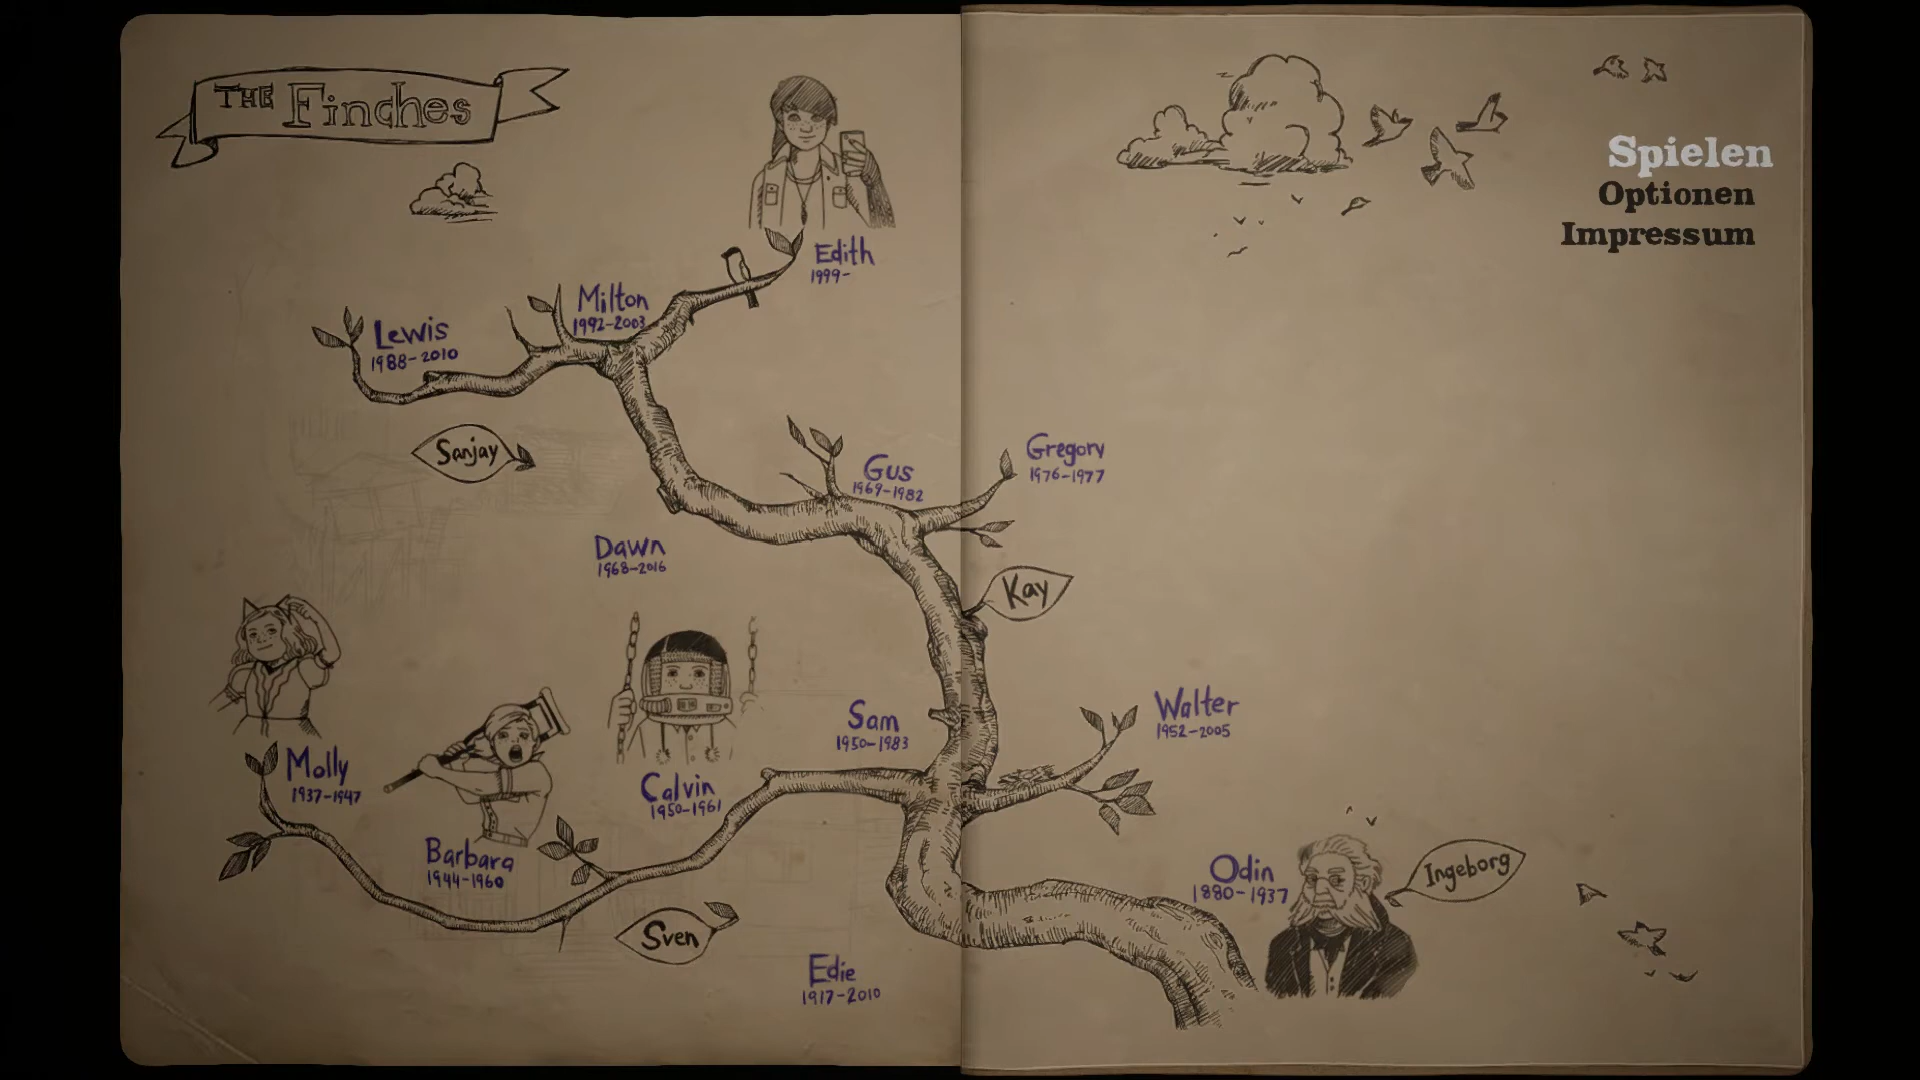 THE Finches
Spielen
Optionen
Impressum
Edith
1999-
Milton
1992-2003
Lewis
1988-2010
Sanjay
Gus
1969-1982
Gregory
1976-1977
Dawn
1968-2016
Kay
Sam
1950-1983
Walter
1952-2005
Molly
1937-1947
Calvin
1950-1961
Barbara
1944-1960
Odin
1880-1937
Ingeborg
Sven
Edie
1917-2010